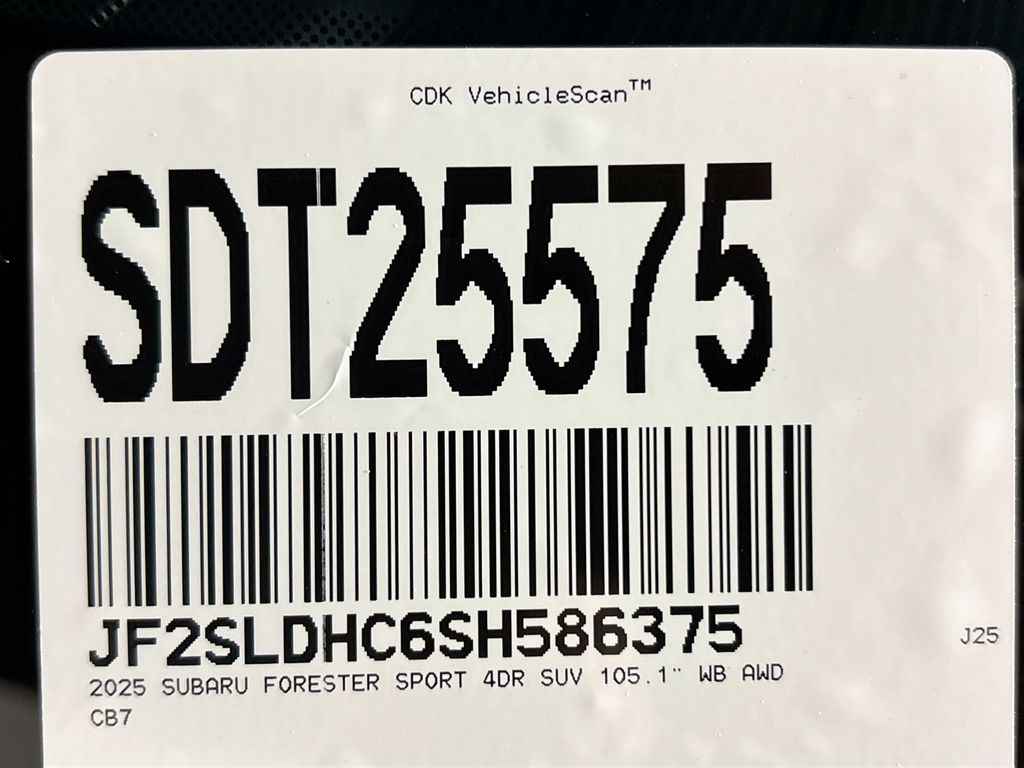 CDK VehicleScan™
SDT25575
JF2SLDHC6SH586375
J25
2025 SUBARU FORESTER SPORT 4DR SUV 105.1" WB AWD
CB7